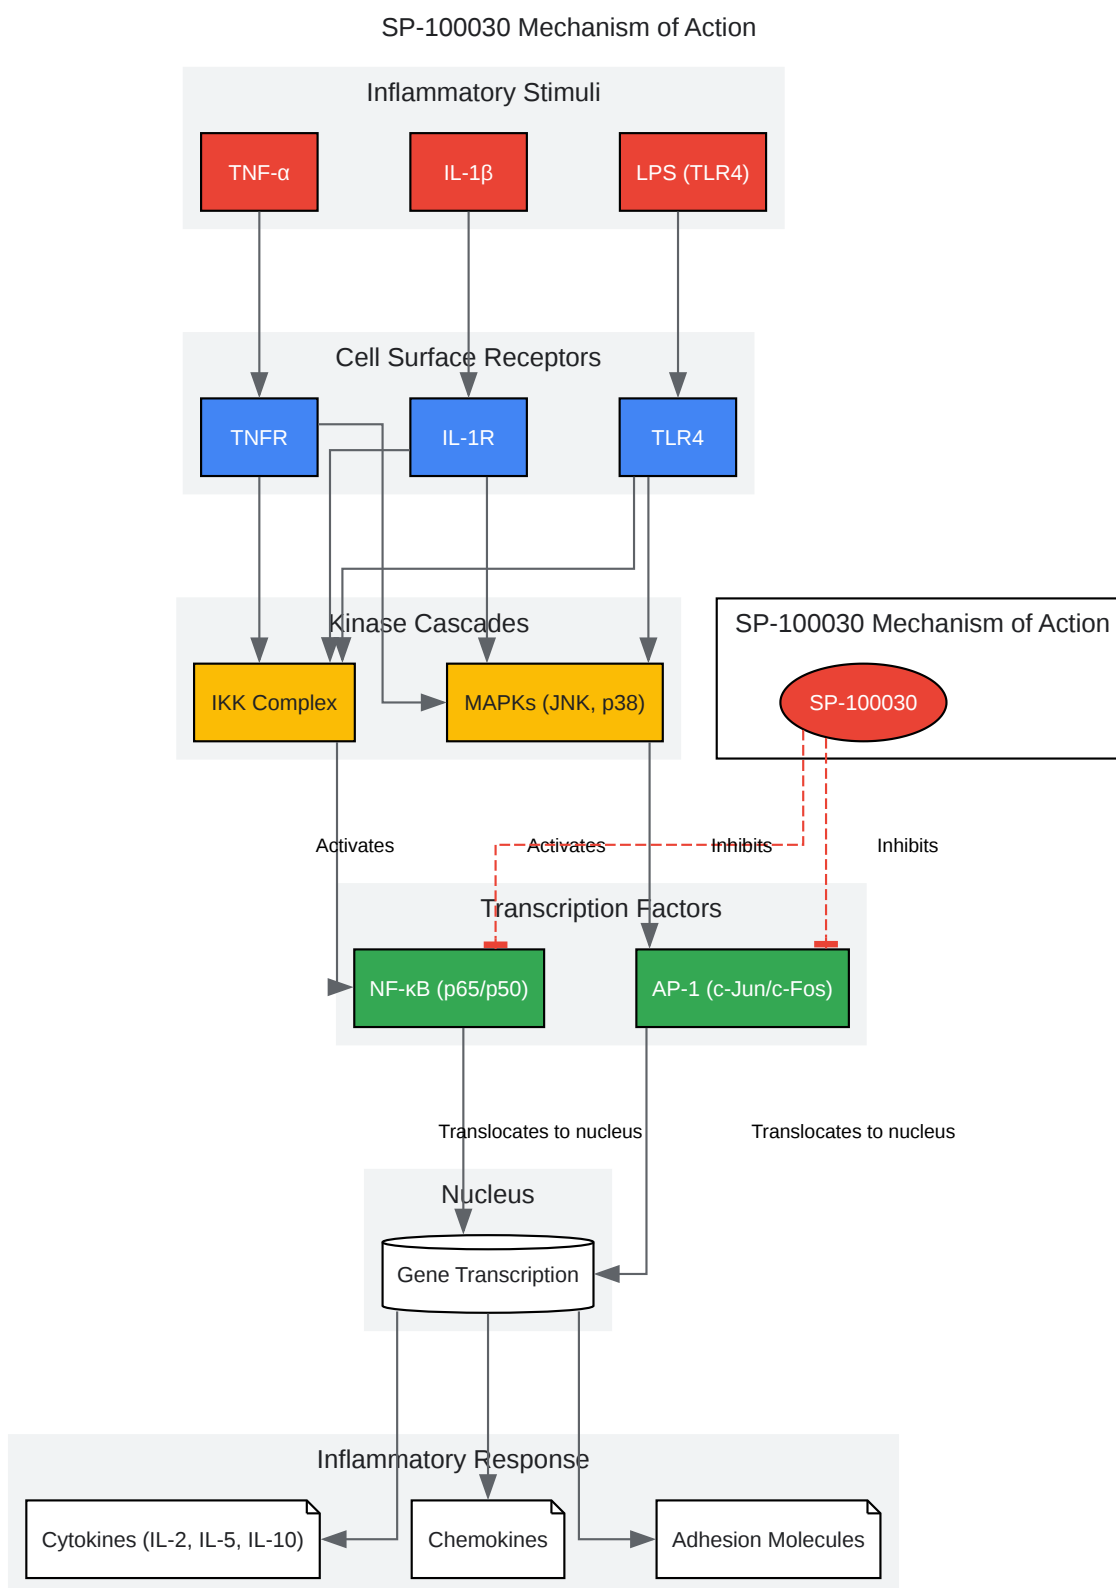 SP-100030 Mechanism of Action
Inflammatory Stimuli
TNF-α
IL-1β
LPS (TLR4)
Cell Surface Receptors
TNFR
IL-1R
TLR4
Kinase Cascades
SP-100030 Mechanism of Action
IKK Complex
MAPKs (JNK, p38)
SP-100030
Activates
Activates
Inhibits
Inhibits
Transcription Factors
NF-κB (p65/p50)
AP-1 (c-Jun/c-Fos)
Translocates to nucleus
Translocates to nucleus
Nucleus
Gene Transcription
Inflammatory Response
Cytokines (IL-2, IL-5, IL-10)
Chemokines
Adhesion Molecules